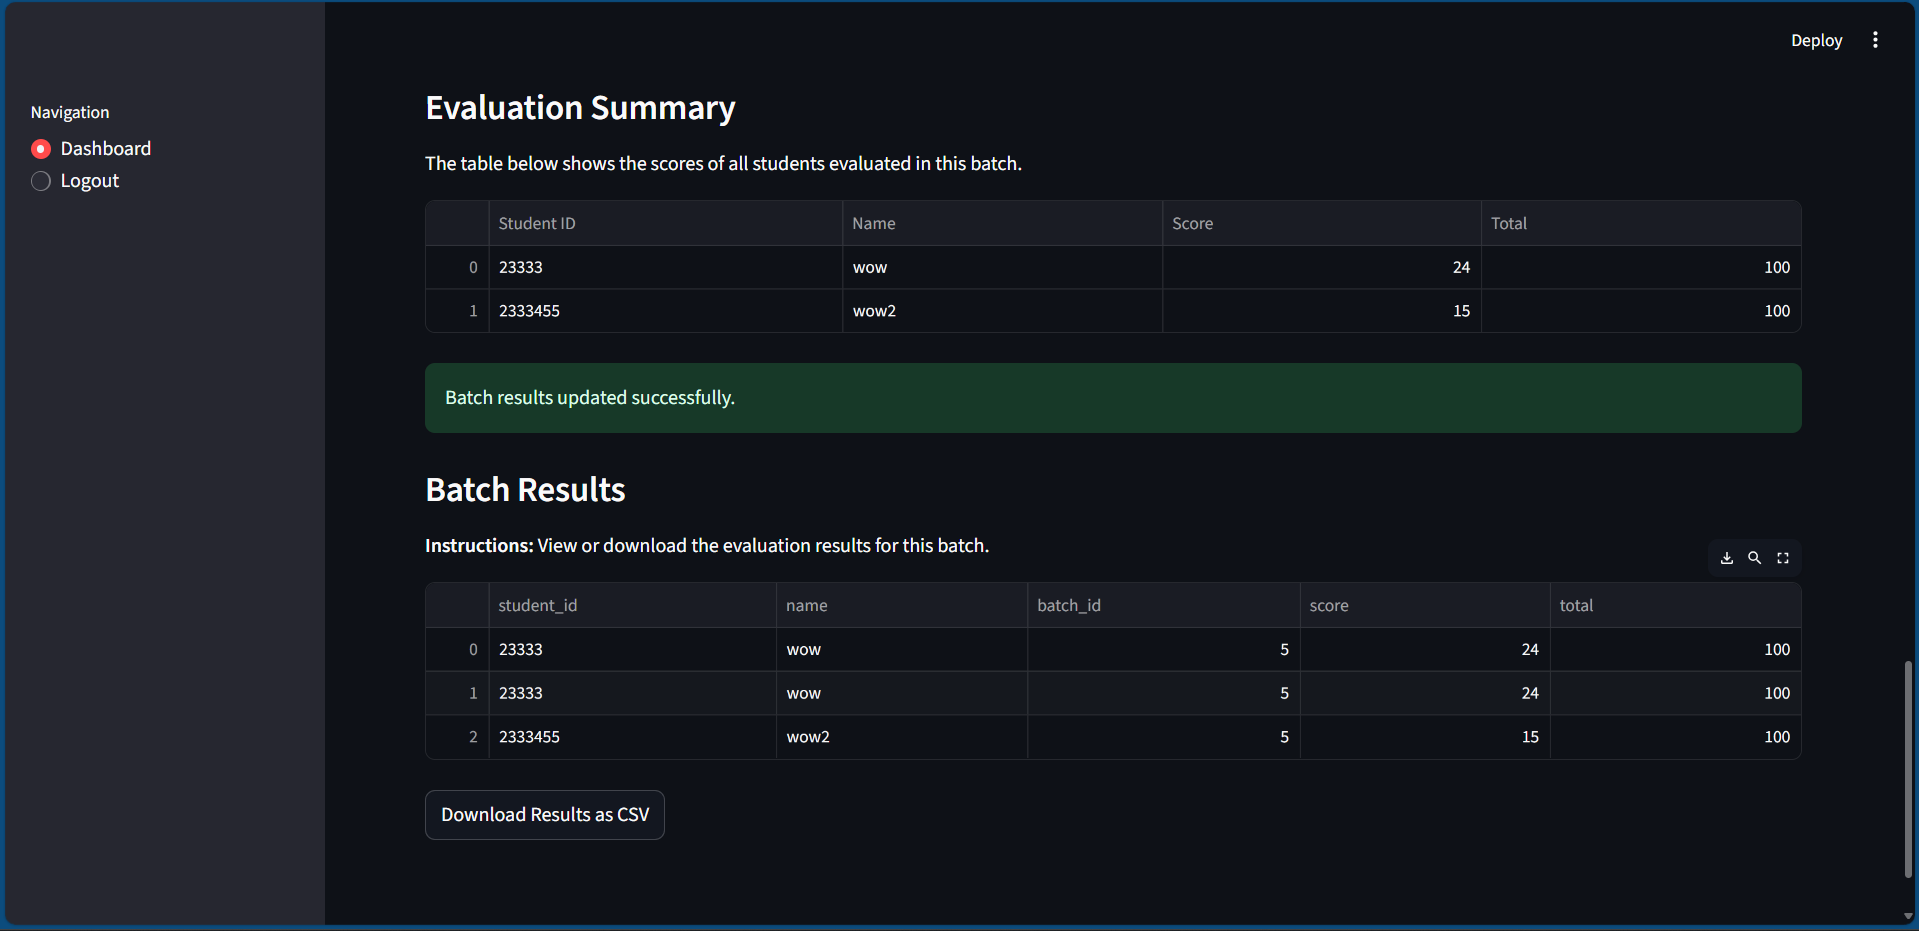 Deploy
Navigation
Dashboard
Logout
Evaluation Summary
The table below shows the scores of all students evaluated in this batch.
Student ID Name Score Total
0 23333 wow 24 100
1 2333455 wow2 15 100
Batch results updated successfully.
Batch Results
Instructions: View or download the evaluation results for this batch.
student_id name batch_id score total
0 23333 wow 5 24 100
1 23333 wow 5 24 100
2 2333455 wow2 5 15 100
Download Results as CSV